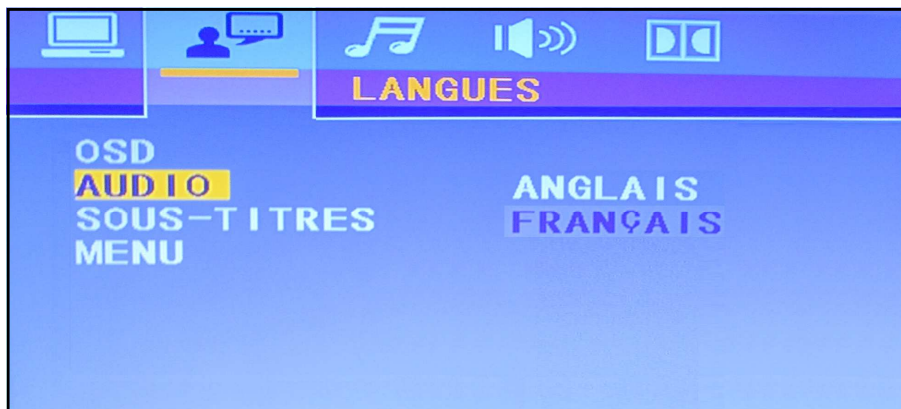 LANGUES
OSD
AUDIO
ANGLAIS
SOUS-TITRES
FRANÇAIS
MENU